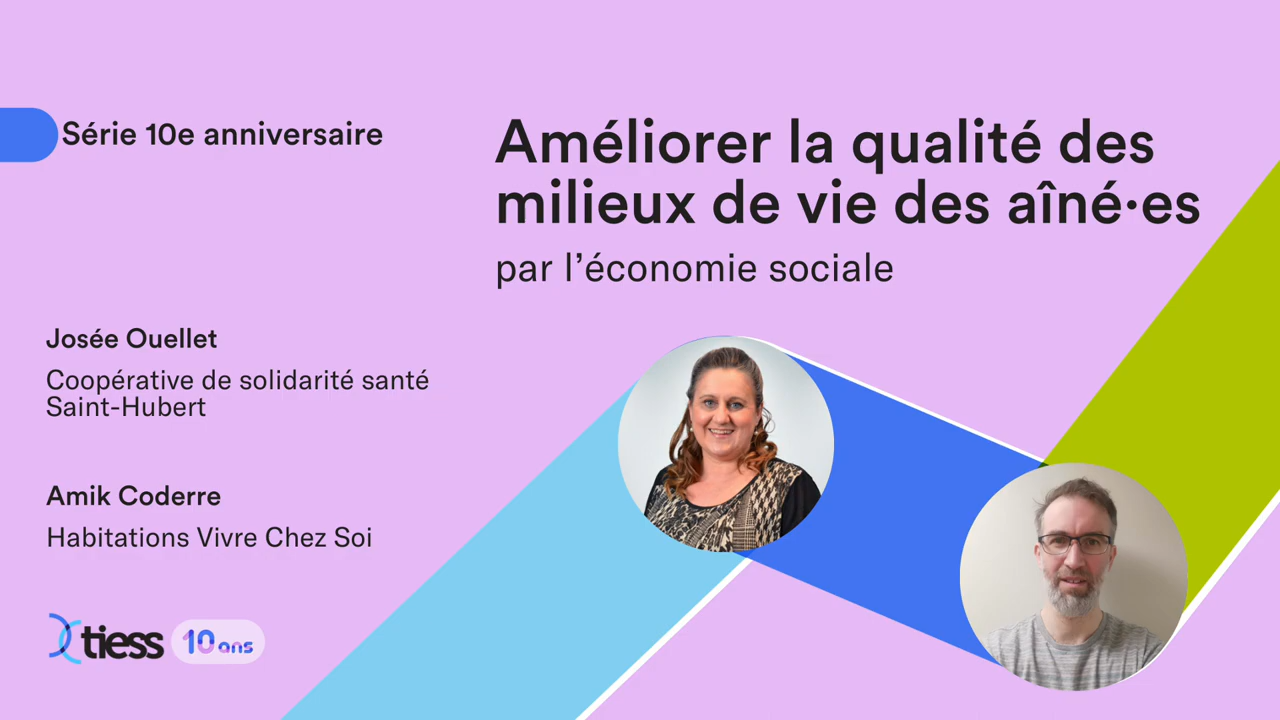 Série 10e anniversaire
Améliorer la qualité des
milieux de vie des aîné·es
par l’économie sociale
Josée Ouellet
Coopérative de solidarité santé
Saint-Hubert
Amik Coderre
Habitations Vivre Chez Soi
tiess 10 ans